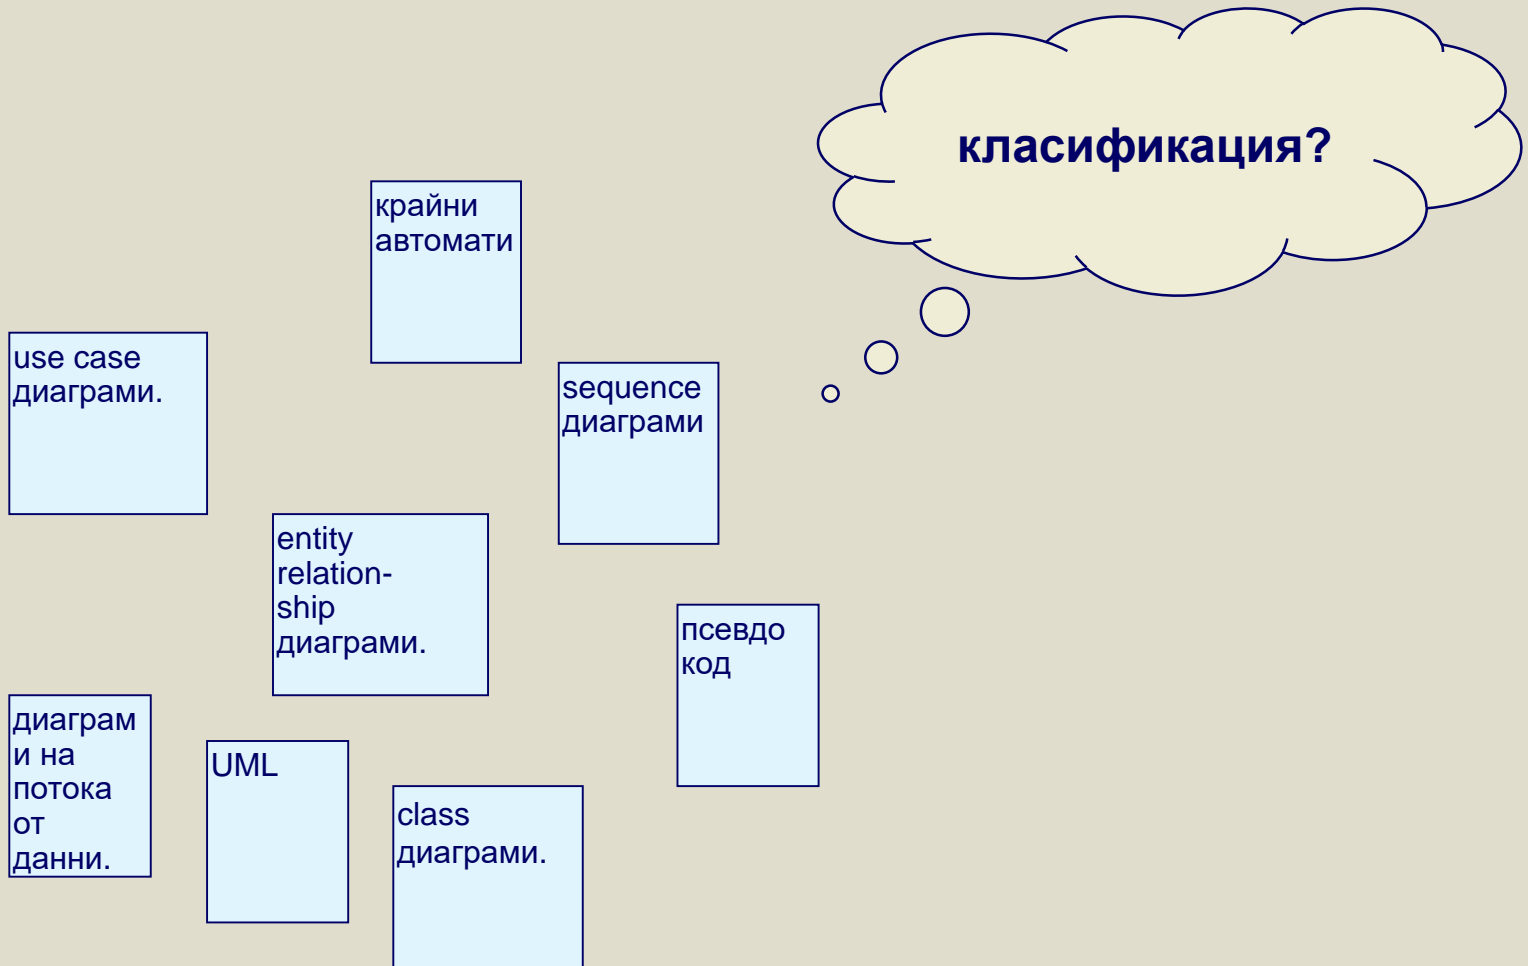 класификация?
крайни
автомати
use case
диаграми.
sequence
диаграми
entity
relation-
ship
диаграми.
псевдо
код
диаграм
и на
потока
от
данни.
UML
class
диаграми.